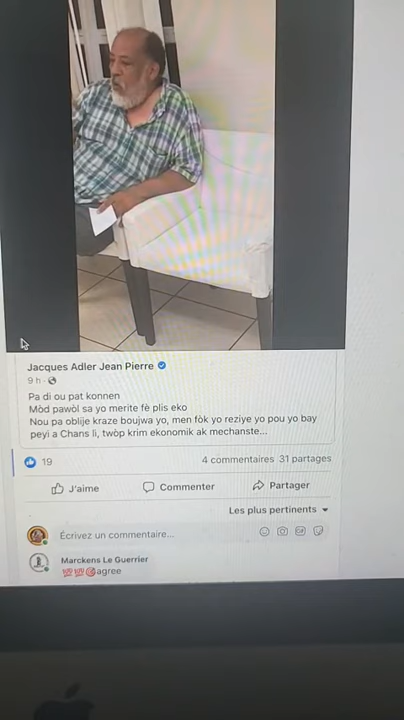 Jacques Adler Jean Pierre
9 h ·
Pa di ou pat konnen
Mòd pawòl sa yo merite fè plis eko
Nou pa oblije kraze boujwa yo, men fòk yo reziye yo pou yo bay
peyi a Chans li, twòp krim ekonomik ak mechanste...
19
4 commentaires 31 partages
J'aime
Commenter
Partager
Les plus pertinents
Écrivez un commentaire...
GIF
Marckens Le Guerrier
💯💯🎯agree